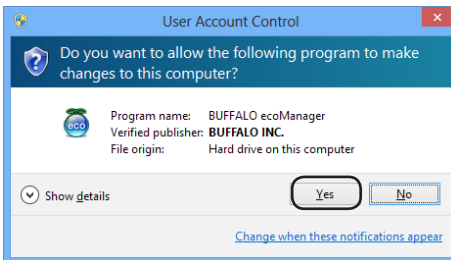 User Account Control
Do you want to allow the following program to make
changes to this computer?
eco
Program name: BUFFALO ecoManager
Verified publisher: BUFFALO INC.
File origin: Hard drive on this computer
Show details
Yes
No
Change when these notifications appear